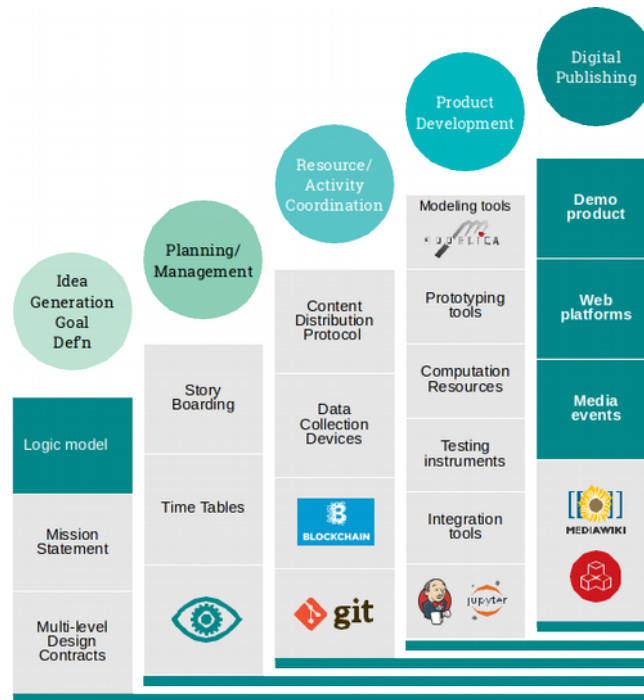 Idea
Generation
Goal
Def'n
Logic model
Mission
Statement
Multi-level
Design
Contracts
Planning/
Management
Story
Boarding
Time Tables
Resource/
Activity
Coordination
Content
Distribution
Protocol
Data
Collection
Devices
BLOCKCHAIN
git
Product
Development
Modeling tools
MODELICA
Prototyping
tools
Computation
Resources
Testing
instruments
Integration
tools
jupyter
Digital
Publishing
Demo
product
Web
platforms
Media
events
MEDIAWIKI